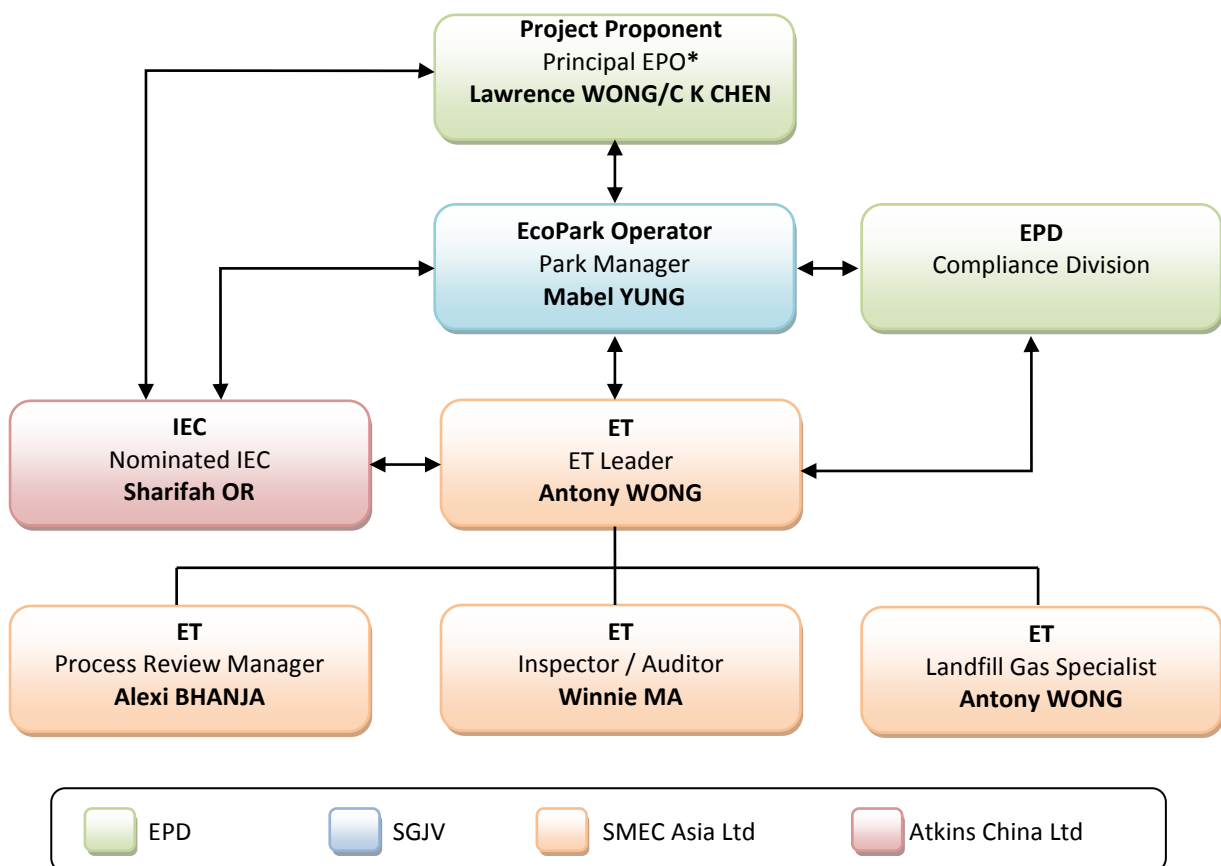 Project Proponent
Principal EPO*
Lawrence WONG/C K CHEN
EcoPark Operator
Park Manager
Mabel YUNG
EPD
Compliance Division
IEC
Nominated IEC
Sharifah OR
ET
ET Leader
Antony WONG
ET
Process Review Manager
Alexi BHANJA
ET
Inspector / Auditor
Winnie MA
ET
Landfill Gas Specialist
Antony WONG
EPD
SGJV
SMEC Asia Ltd
Atkins China Ltd